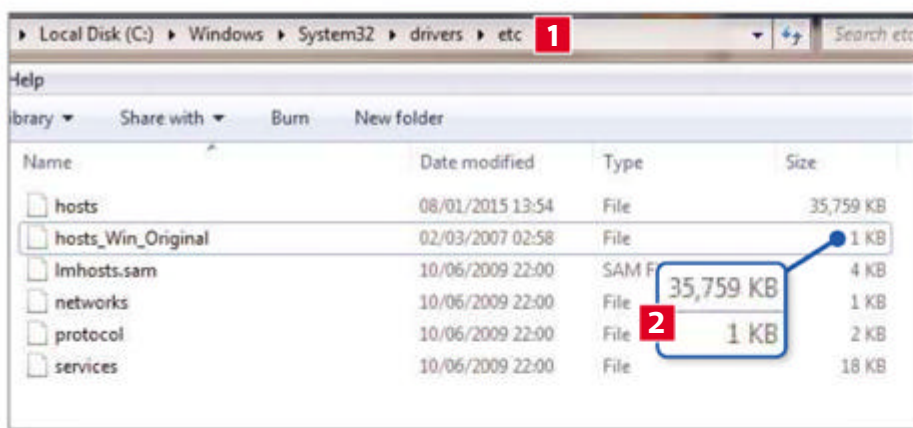 Local Disk (C:) Windows System32 drivers etc 1 Search etc
Help
ibrary Share with Burn New folder
Name Date modified Type Size
hosts 08/01/2015 13:54 File 35,759 KB
hosts_Win_Original 02/03/2007 02:58 File 1 KB
lmhosts.sam 10/06/2009 22:00 SAM F 4 KB
networks 10/06/2009 22:00 File 1 KB
protocol 10/06/2009 22:00 File 2 KB
services 10/06/2009 22:00 File 18 KB
35,759 KB
2 1 KB